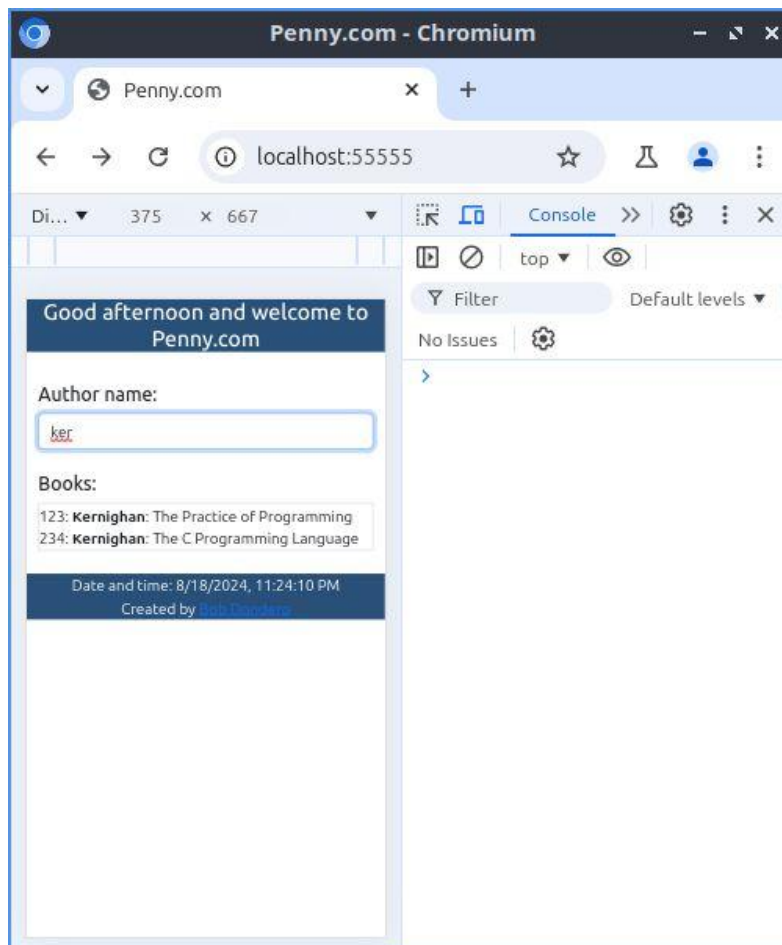 Penny.com - Chromium
Penny.com
localhost:55555
Di... 375 × 667
Console
top
Filter Default levels
No Issues
Good afternoon and welcome to
Penny.com
Author name:
ker
Books:
123: Kernighan: The Practice of Programming
234: Kernighan: The C Programming Language
Date and time: 8/18/2024, 11:24:10 PM
Created by Bob Dondero